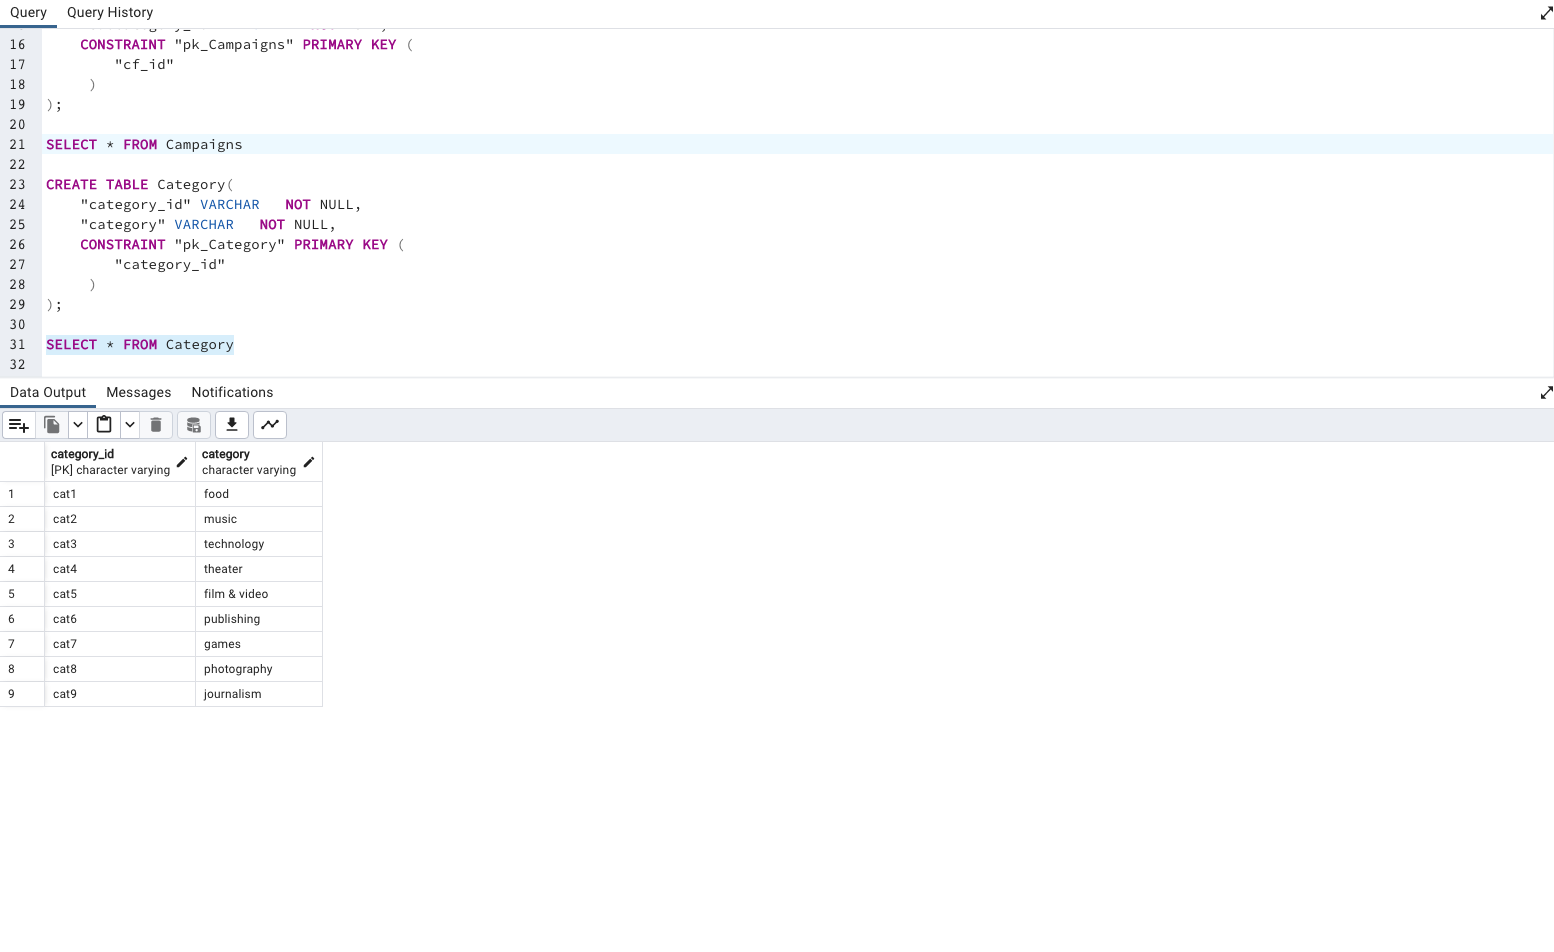 Query Query History
16 CONSTRAINT "pk_Campaigns" PRIMARY KEY (
17 "cf_id"
18 )
19 );
20
21 SELECT * FROM Campaigns
22
23 CREATE TABLE Category(
24 "category_id" VARCHAR NOT NULL,
25 "category" VARCHAR NOT NULL,
26 CONSTRAINT "pk_Category" PRIMARY KEY (
27 "category_id"
28 )
29 );
30
31 SELECT * FROM Category
32
Data Output Messages Notifications
category_id category
[PK] character varying character varying
1 cat1 food
2 cat2 music
3 cat3 technology
4 cat4 theater
5 cat5 film & video
6 cat6 publishing
7 cat7 games
8 cat8 photography
9 cat9 journalism